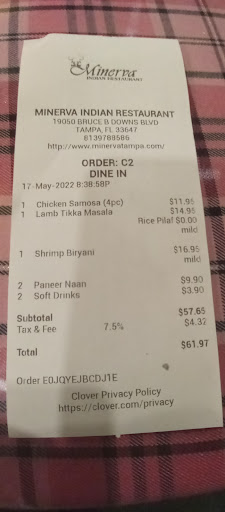 Minerva
INDIAN RESTAURANT
MINERVA INDIAN RESTAURANT
19050 BRUCE B DOWNS BLVD
TAMPA, FL 33647
8139788586
http://www.minervatampa.com/
ORDER: C2
DINE IN
17-May-2022 8:38:58P
1 Chicken Samosa (4pc) $11.95
1 Lamb Tikka Masala $14.95
Rice Pilaf $0.00
mild
1 Shrimp Biryani $16.95
mild
2 Paneer Naan $9.90
2 Soft Drinks $3.90
Subtotal $57.65
Tax & Fee 7.5% $4.32
Total $61.97
Order E0JQYEJBCDJ1E
Clover Privacy Policy
https://clover.com/privacy